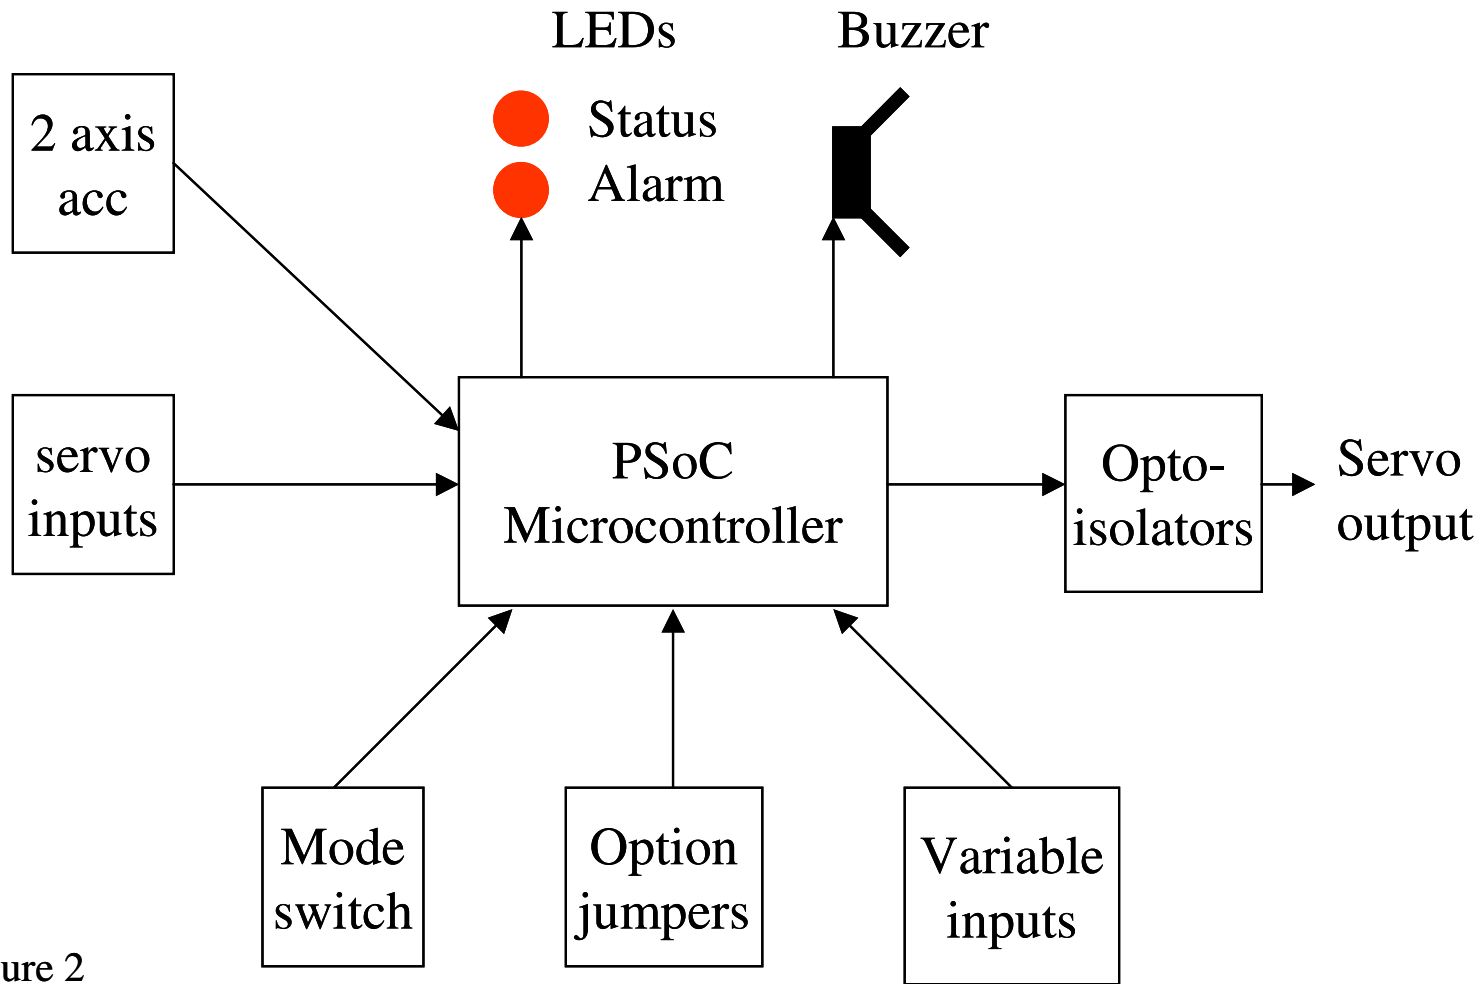 LEDs
Buzzer
2 axis
acc
Status
Alarm
servo
inputs
PSoC
Microcontroller
Opto-
isolators
Servo
output
Mode
switch
Option
jumpers
Variable
inputs
ure 2